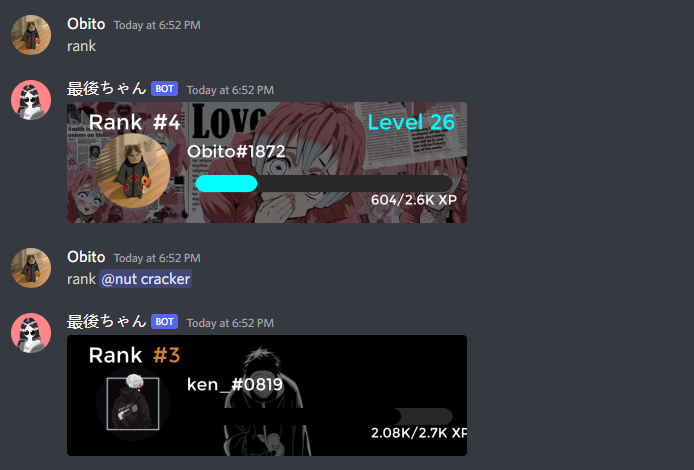 Obito Today at 6:52 PM
rank
最後ちゃん BOT Today at 6:52 PM
Rank #4
LOVE
Level 26
Obito#1872
604/2.6K XP
Obito Today at 6:52 PM
rank @nut cracker
最後ちゃん BOT Today at 6:52 PM
Rank #3
ken_#0819
2.08K/2.7K XP